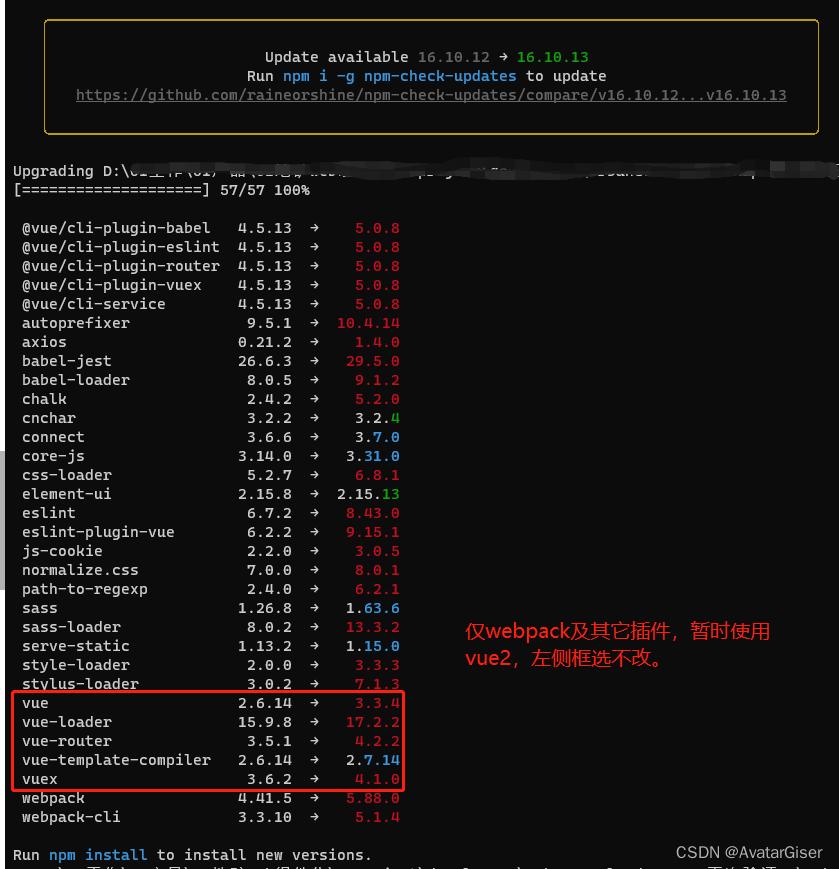 Update available 16.10.12 → 16.10.13
Run npm i -g npm-check-updates to update
https://github.com/raineorshine/npm-check-updates/compare/v16.10.12...v16.10.13
Upgrading D:\
[====================] 57/57 100%
@vue/cli-plugin-babel 4.5.13 → 5.0.8
@vue/cli-plugin-eslint 4.5.13 → 5.0.8
@vue/cli-plugin-router 4.5.13 → 5.0.8
@vue/cli-plugin-vuex 4.5.13 → 5.0.8
@vue/cli-service 4.5.13 → 5.0.8
autoprefixer 9.5.1 → 10.4.14
axios 0.21.2 → 1.4.0
babel-jest 26.6.3 → 29.5.0
babel-loader 8.0.5 → 9.1.2
chalk 2.4.2 → 5.2.0
cnchar 3.2.2 → 3.2.4
connect 3.6.6 → 3.7.0
core-js 3.14.0 → 3.31.0
css-loader 5.2.7 → 6.8.1
element-ui 2.15.8 → 2.15.13
eslint 6.7.2 → 8.43.0
eslint-plugin-vue 6.2.2 → 9.15.1
js-cookie 2.2.0 → 3.0.5
normalize.css 7.0.0 → 8.0.1
path-to-regexp 2.4.0 → 6.2.1
sass 1.26.8 → 1.63.6
sass-loader 8.0.2 → 13.3.2
serve-static 1.13.2 → 1.15.0
style-loader 2.0.0 → 3.3.3
stylus-loader 3.0.2 → 7.1.3
vue 2.6.14 → 3.3.4
vue-loader 15.9.8 → 17.2.2
vue-router 3.5.1 → 4.2.2
vue-template-compiler 2.6.14 → 2.7.14
vuex 3.6.2 → 4.1.0
webpack 4.41.5 → 5.88.0
webpack-cli 3.3.10 → 5.1.4
仅webpack及其它插件，暂时使用
vue2，左侧框选不改。
Run npm install to install new versions.
CSDN @AvatarGiser